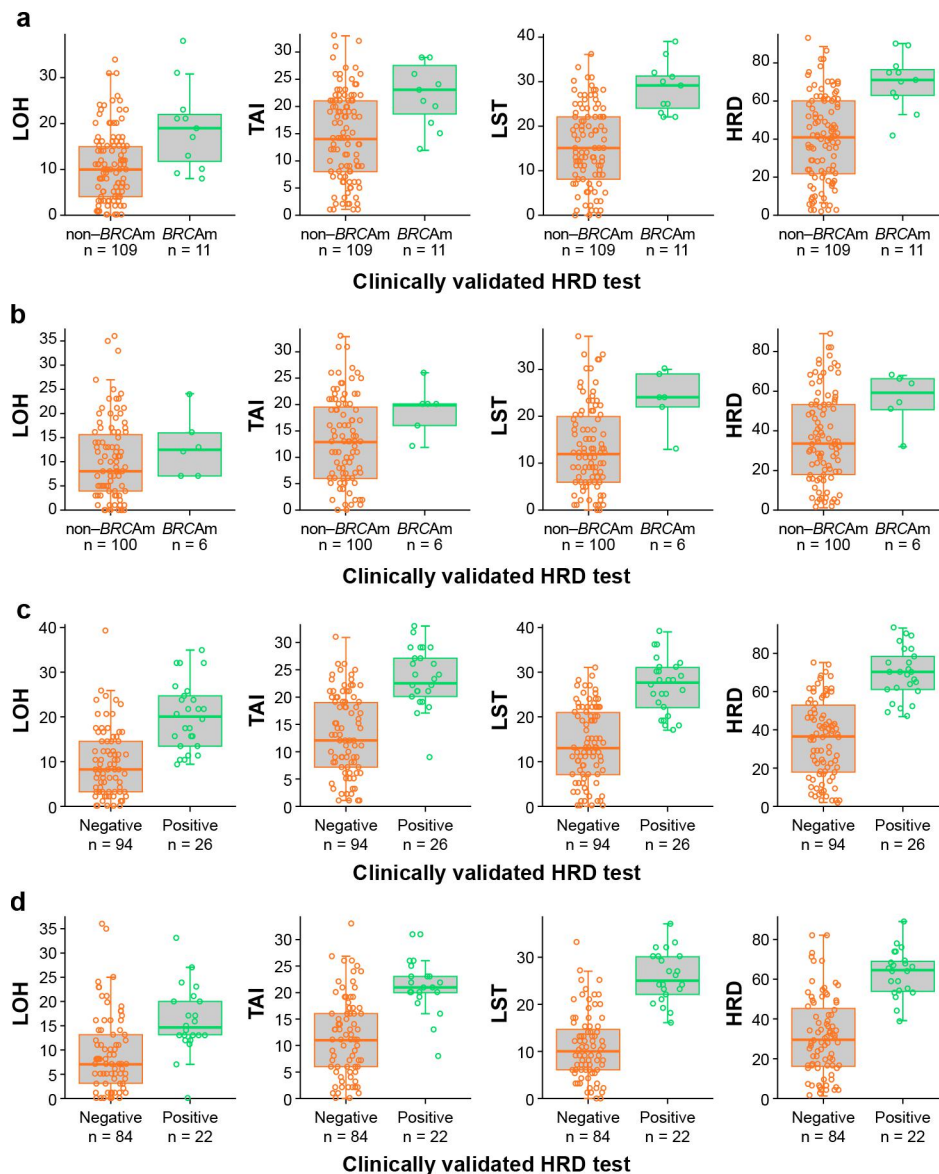 a
LOH
30
20
10
0
non–BRCAm
n = 109
BRCAm
n = 11
TAI
30
25
20
15
10
5
0
non–BRCAm
n = 109
BRCAm
n = 11
LST
40
30
20
10
0
non–BRCAm
n = 109
BRCAm
n = 11
HRD
80
60
40
20
0
non–BRCAm
n = 109
BRCAm
n = 11
Clinically validated HRD test
b
LOH
35
30
25
20
15
10
5
0
non–BRCAm
n = 100
BRCAm
n = 6
TAI
30
25
20
15
10
5
0
non–BRCAm
n = 100
BRCAm
n = 6
LST
30
20
10
0
non–BRCAm
n = 100
BRCAm
n = 6
HRD
80
60
40
20
0
non–BRCAm
n = 100
BRCAm
n = 6
Clinically validated HRD test
c
LOH
40
30
20
10
0
Negative
n = 94
Positive
n = 26
TAI
30
25
20
15
10
5
0
Negative
n = 94
Positive
n = 26
LST
40
30
20
10
0
Negative
n = 94
Positive
n = 26
HRD
80
60
40
20
0
Negative
n = 94
Positive
n = 26
Clinically validated HRD test
d
LOH
35
30
25
20
15
10
5
0
Negative
n = 84
Positive
n = 22
TAI
30
25
20
15
10
5
0
Negative
n = 84
Positive
n = 22
LST
30
20
10
0
Negative
n = 84
Positive
n = 22
HRD
80
60
40
20
0
Negative
n = 84
Positive
n = 22
Clinically validated HRD test